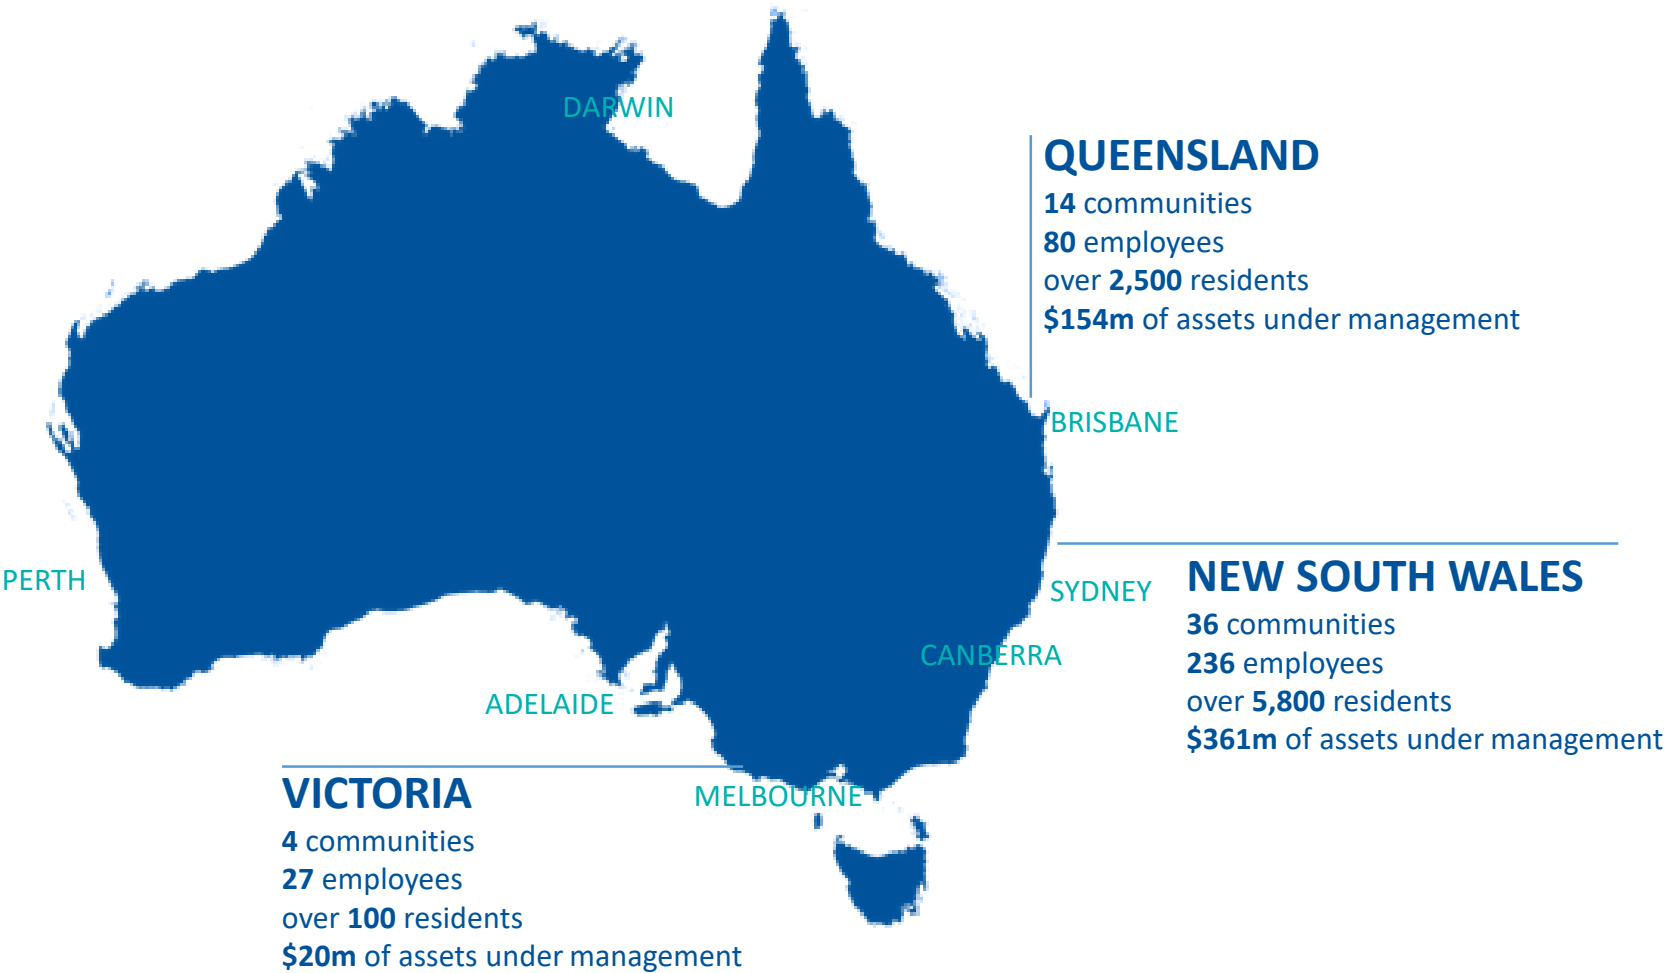 DARWIN
QUEENSLAND
14 communities
80 employees
over 2,500 residents
$154m of assets under management
BRISBANE
PERTH
SYDNEY
NEW SOUTH WALES
36 communities
236 employees
over 5,800 residents
$361m of assets under management
CANBERRA
ADELAIDE
MELBOURNE
VICTORIA
4 communities
27 employees
over 100 residents
$20m of assets under management